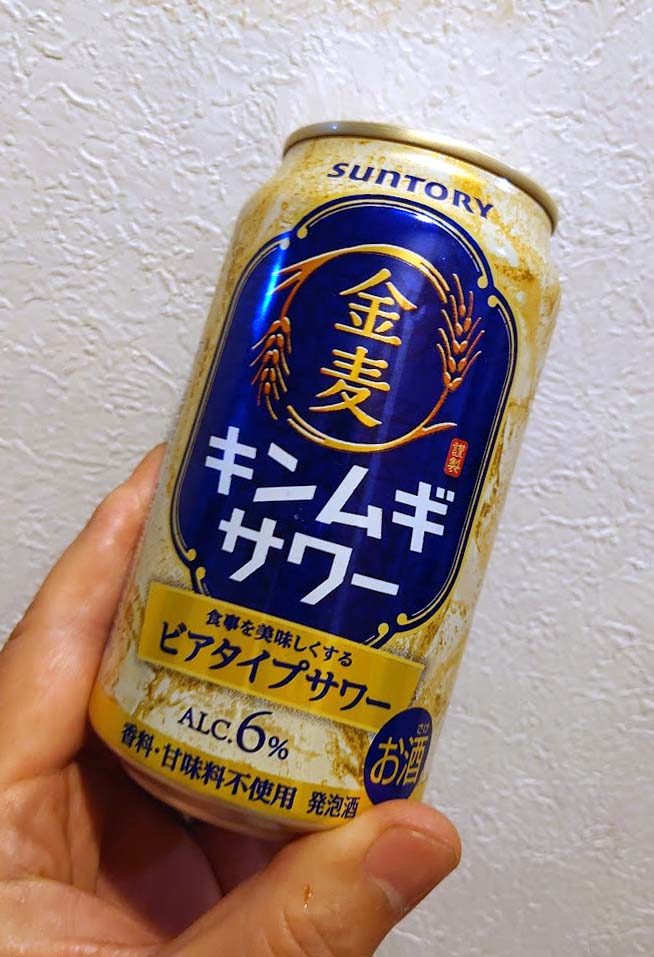 SUNTORY
金麦
謹製
キンムギ
サワー
食事を美味しくする
ビアタイプサワー
ALC.6%
さけ
お酒
香料・甘味料不使用 発泡酒